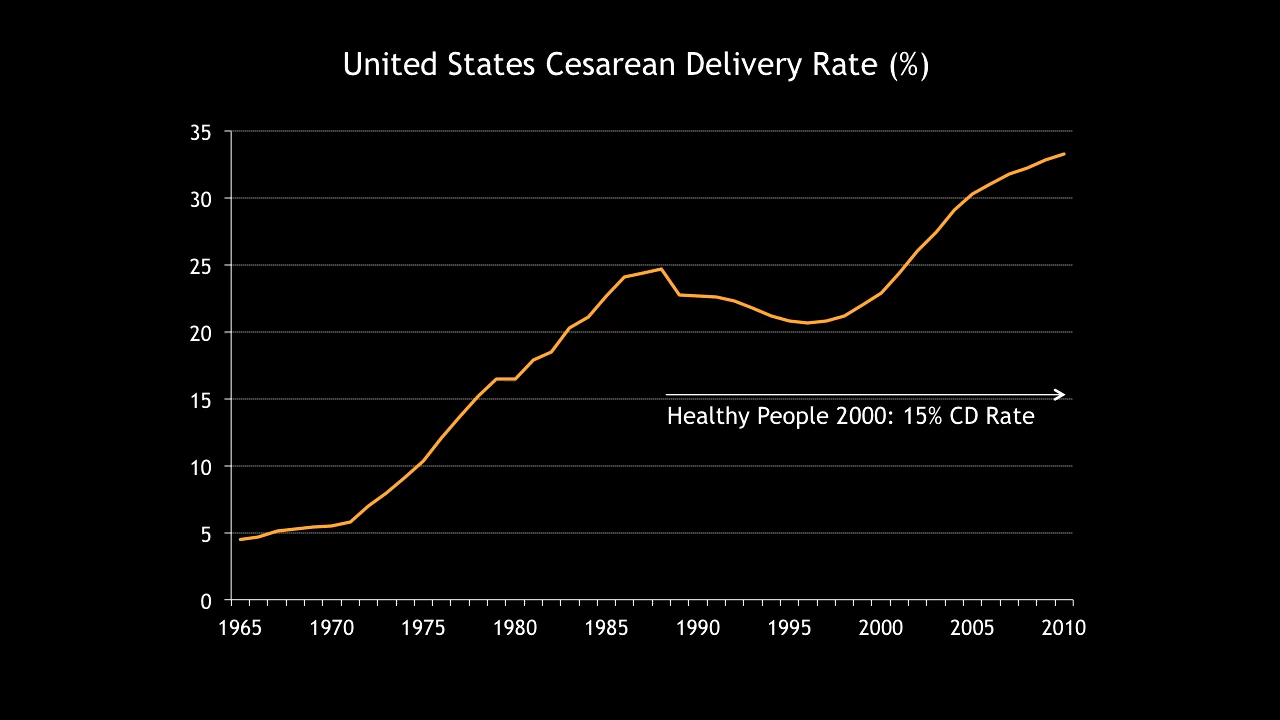 United States Cesarean Delivery Rate (%)
35
30
25
20
15
Healthy People 2000: 15% CD Rate
10
5
0
1965 1970 1975 1980 1985 1990 1995 2000 2005 2010